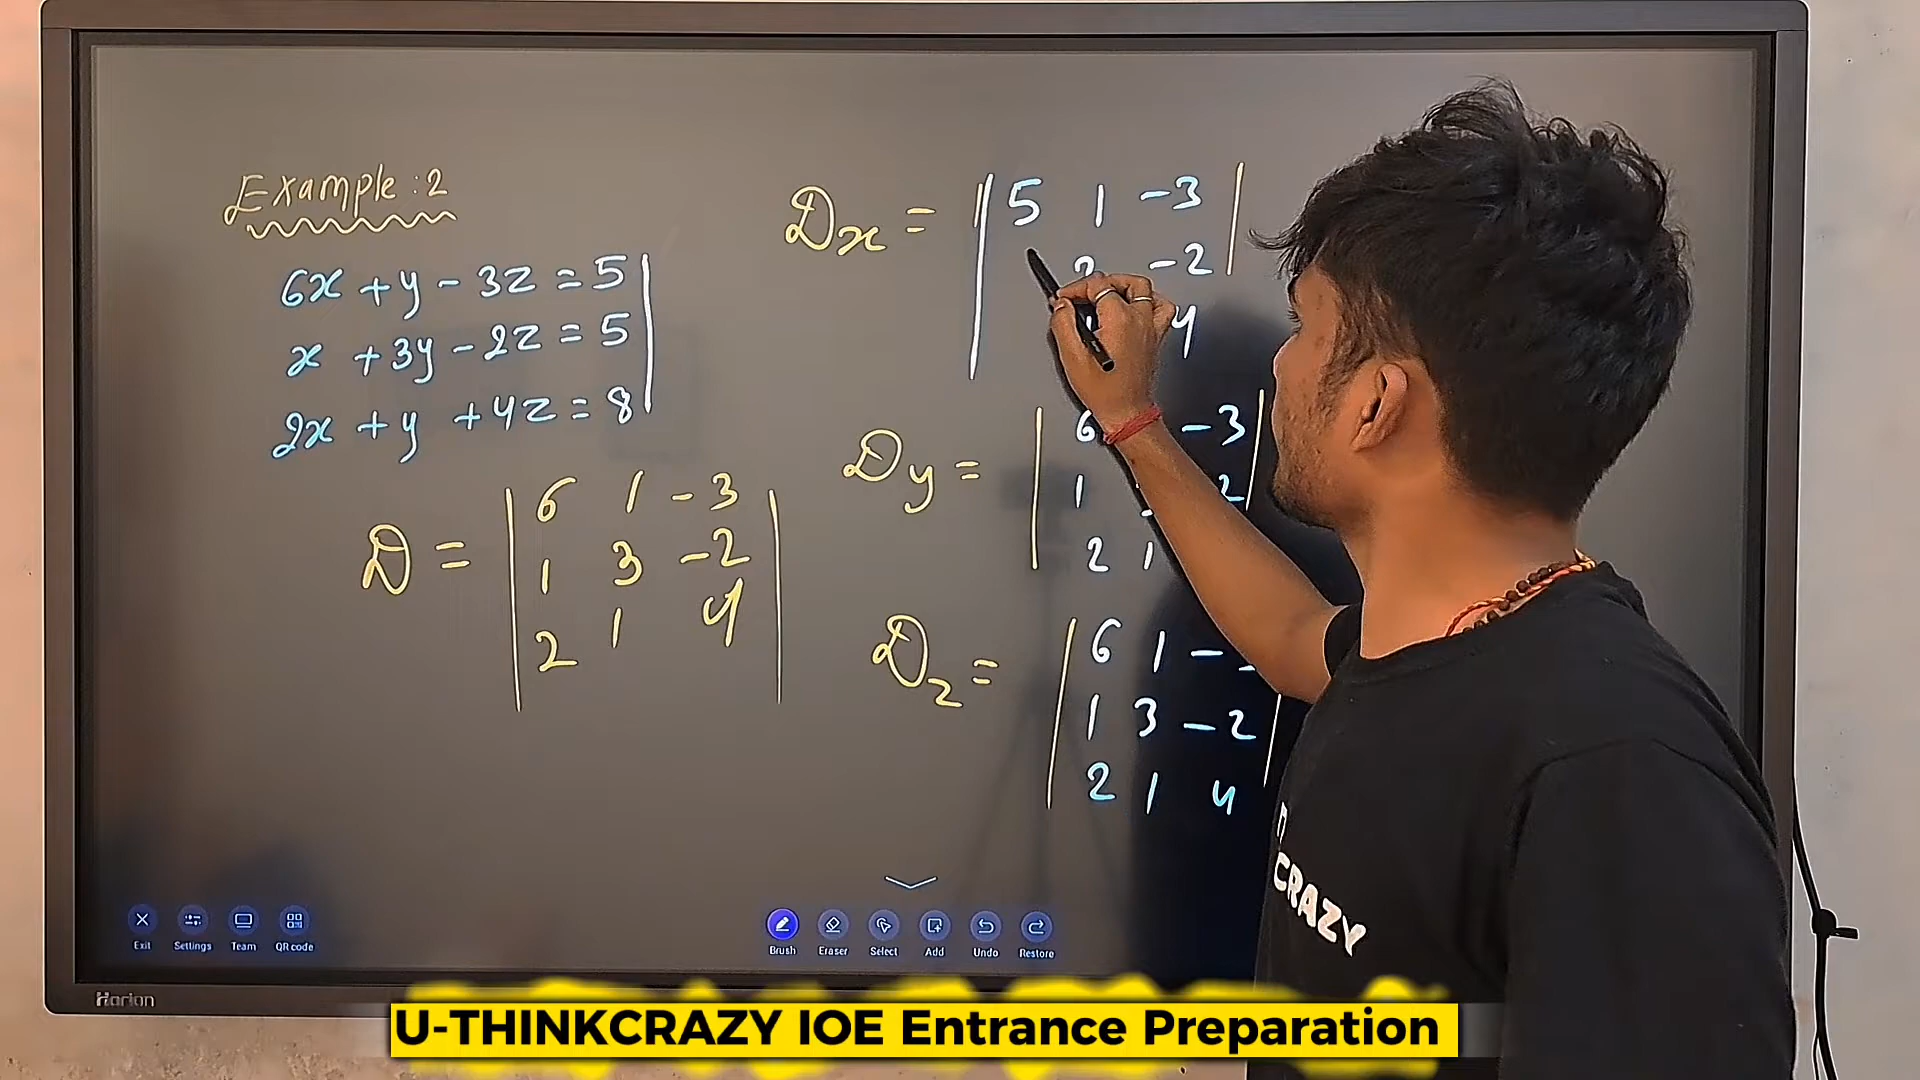 Example : 2
6x + y - 3z = 5
x + 3y - 2z = 5
2x + y + 4z = 8
D = | 6 1 -3 |
1 3 -2
2 1 4
Dx = | 5 1 -3 |
-2
4
Dy = | 6 -3 |
1 2
2 1
Dz = | 6 1 - |
1 3 -2
2 1 4
Exit
Settings
Team
QR code
Brush
Eraser
Select
Add
Undo
Restore
Horion
CRAZY
U-THINKCRAZY IOE Entrance Preparation